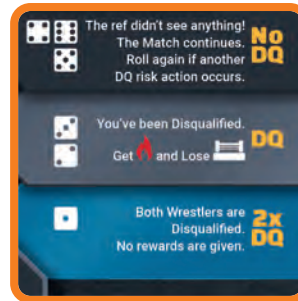 The ref didn't see anything!
The Match continues.
Roll again if another
DQ risk action occurs.
No
DQ
You've been Disqualified.
Get and Lose
DQ
Both Wrestlers are
Disqualified.
No rewards are given.
2x
DQ